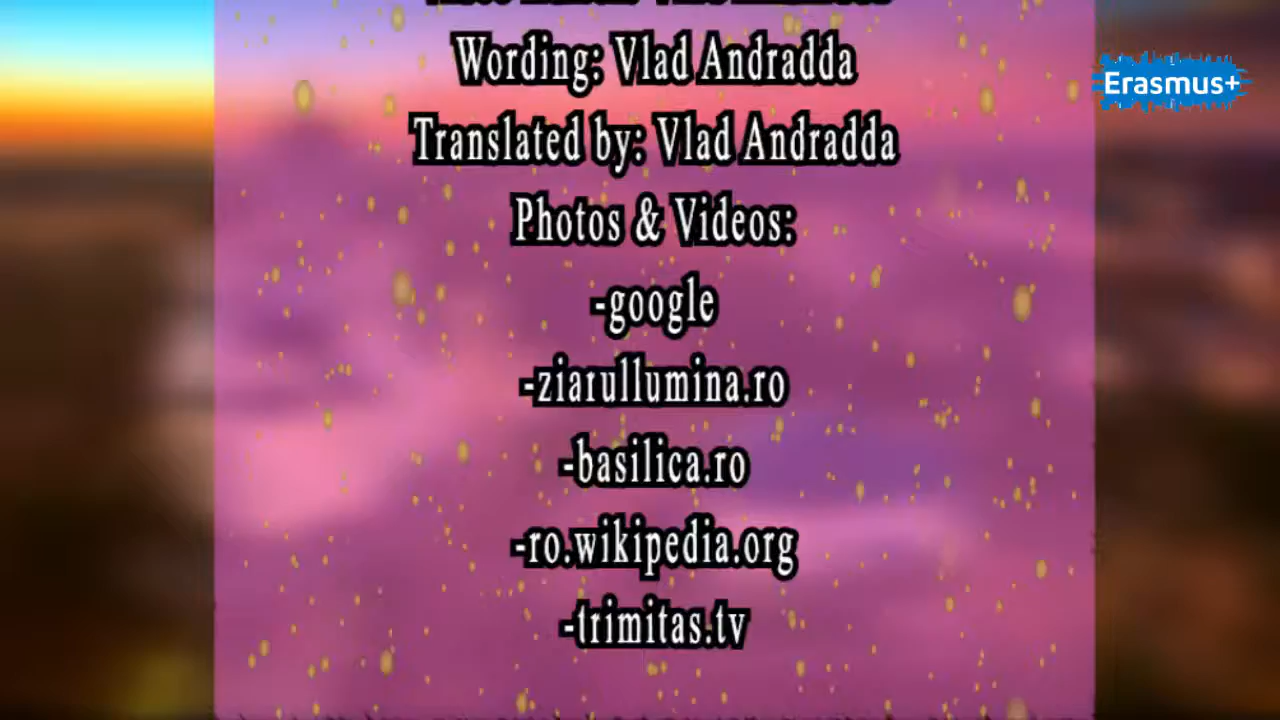 Wording: Vlad Andradda
Erasmus+
Translated by: Vlad Andradda
Photos & Videos:
-google
-ziarullumina.ro
-basilica.ro
-ro.wikipedia.org
-trimitas.tv